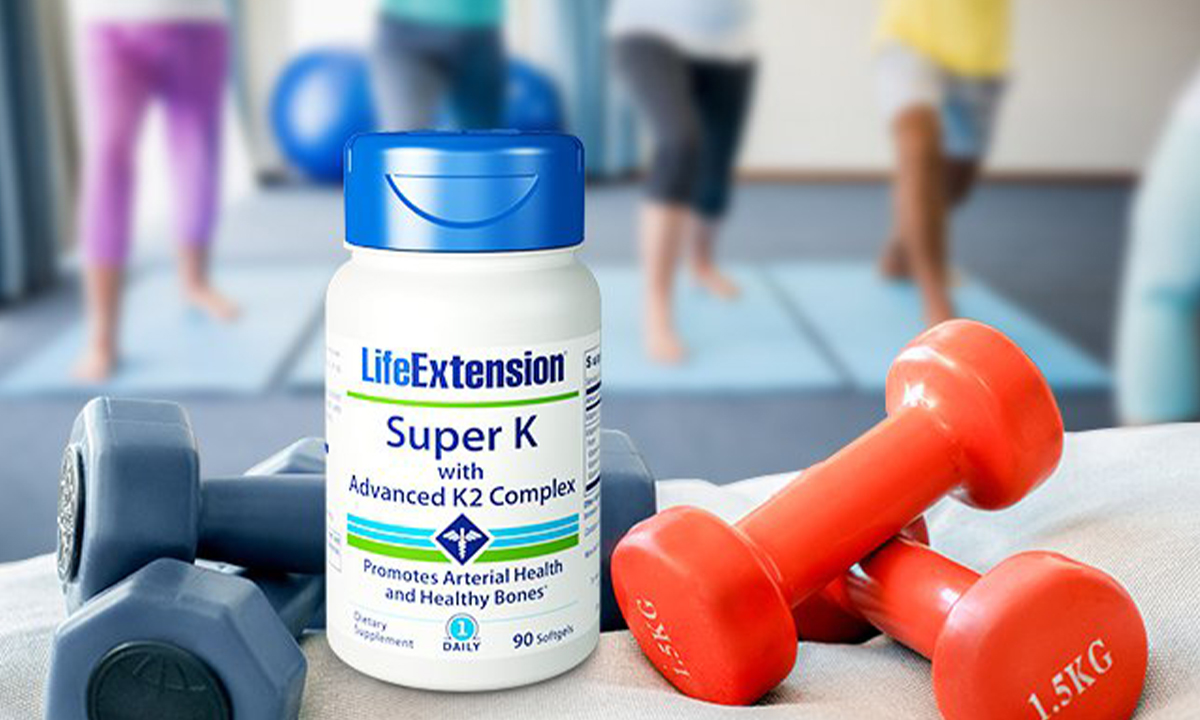 LifeExtension
Super K
with
Advanced K2 Complex
Promotes Arterial Health
and Healthy Bones*
Dietary
Supplement
1
DAILY
90 Softgels
1.5KG
1.5KG